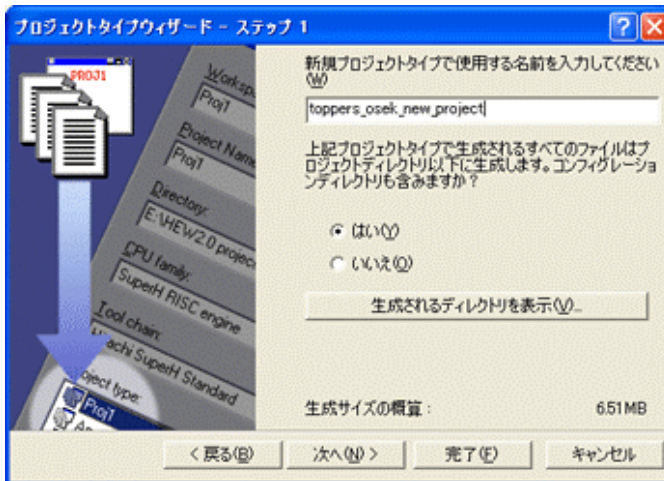 プロジェクトタイプウィザード - ステップ 1
PROJ1
Workspa
Proj1
Project Name
Proj1
Directory:
E:\HEW2.0 projec
CPU family:
SuperH RISC engine
Tool chain:
Hitachi SuperH Standard
Project type:
Proj1
新規プロジェクトタイプで使用する名前を入力してください
(W)
toppers_osek_new_project
上記プロジェクトタイプで生成されるすべてのファイルはプ
ロジェクトディレクトリ以下に生成します。コンフィグレーショ
ンディレクトリも含みますか？
はい(Y)
いいえ(O)
生成されるディレクトリを表示(V)...
生成サイズの概算 :
6.51 MB
< 戻る(B)
次へ(N) >
完了(F)
キャンセル